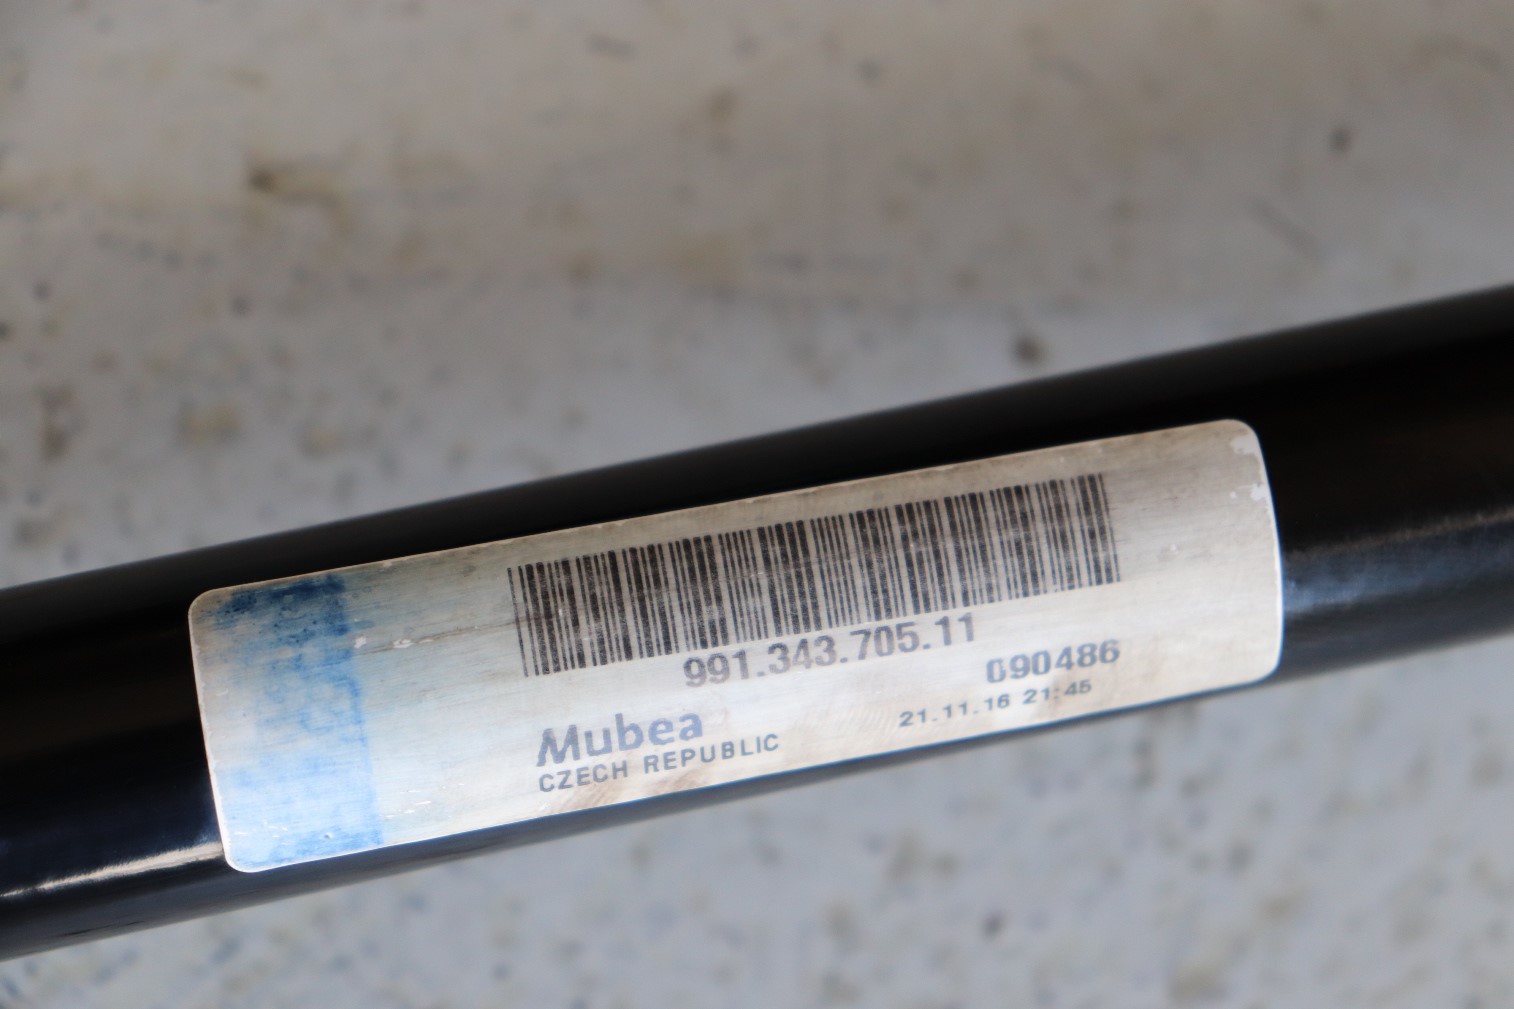 991.343.705.11
090486
Mubea
21.11.16 21:45
CZECH REPUBLIC